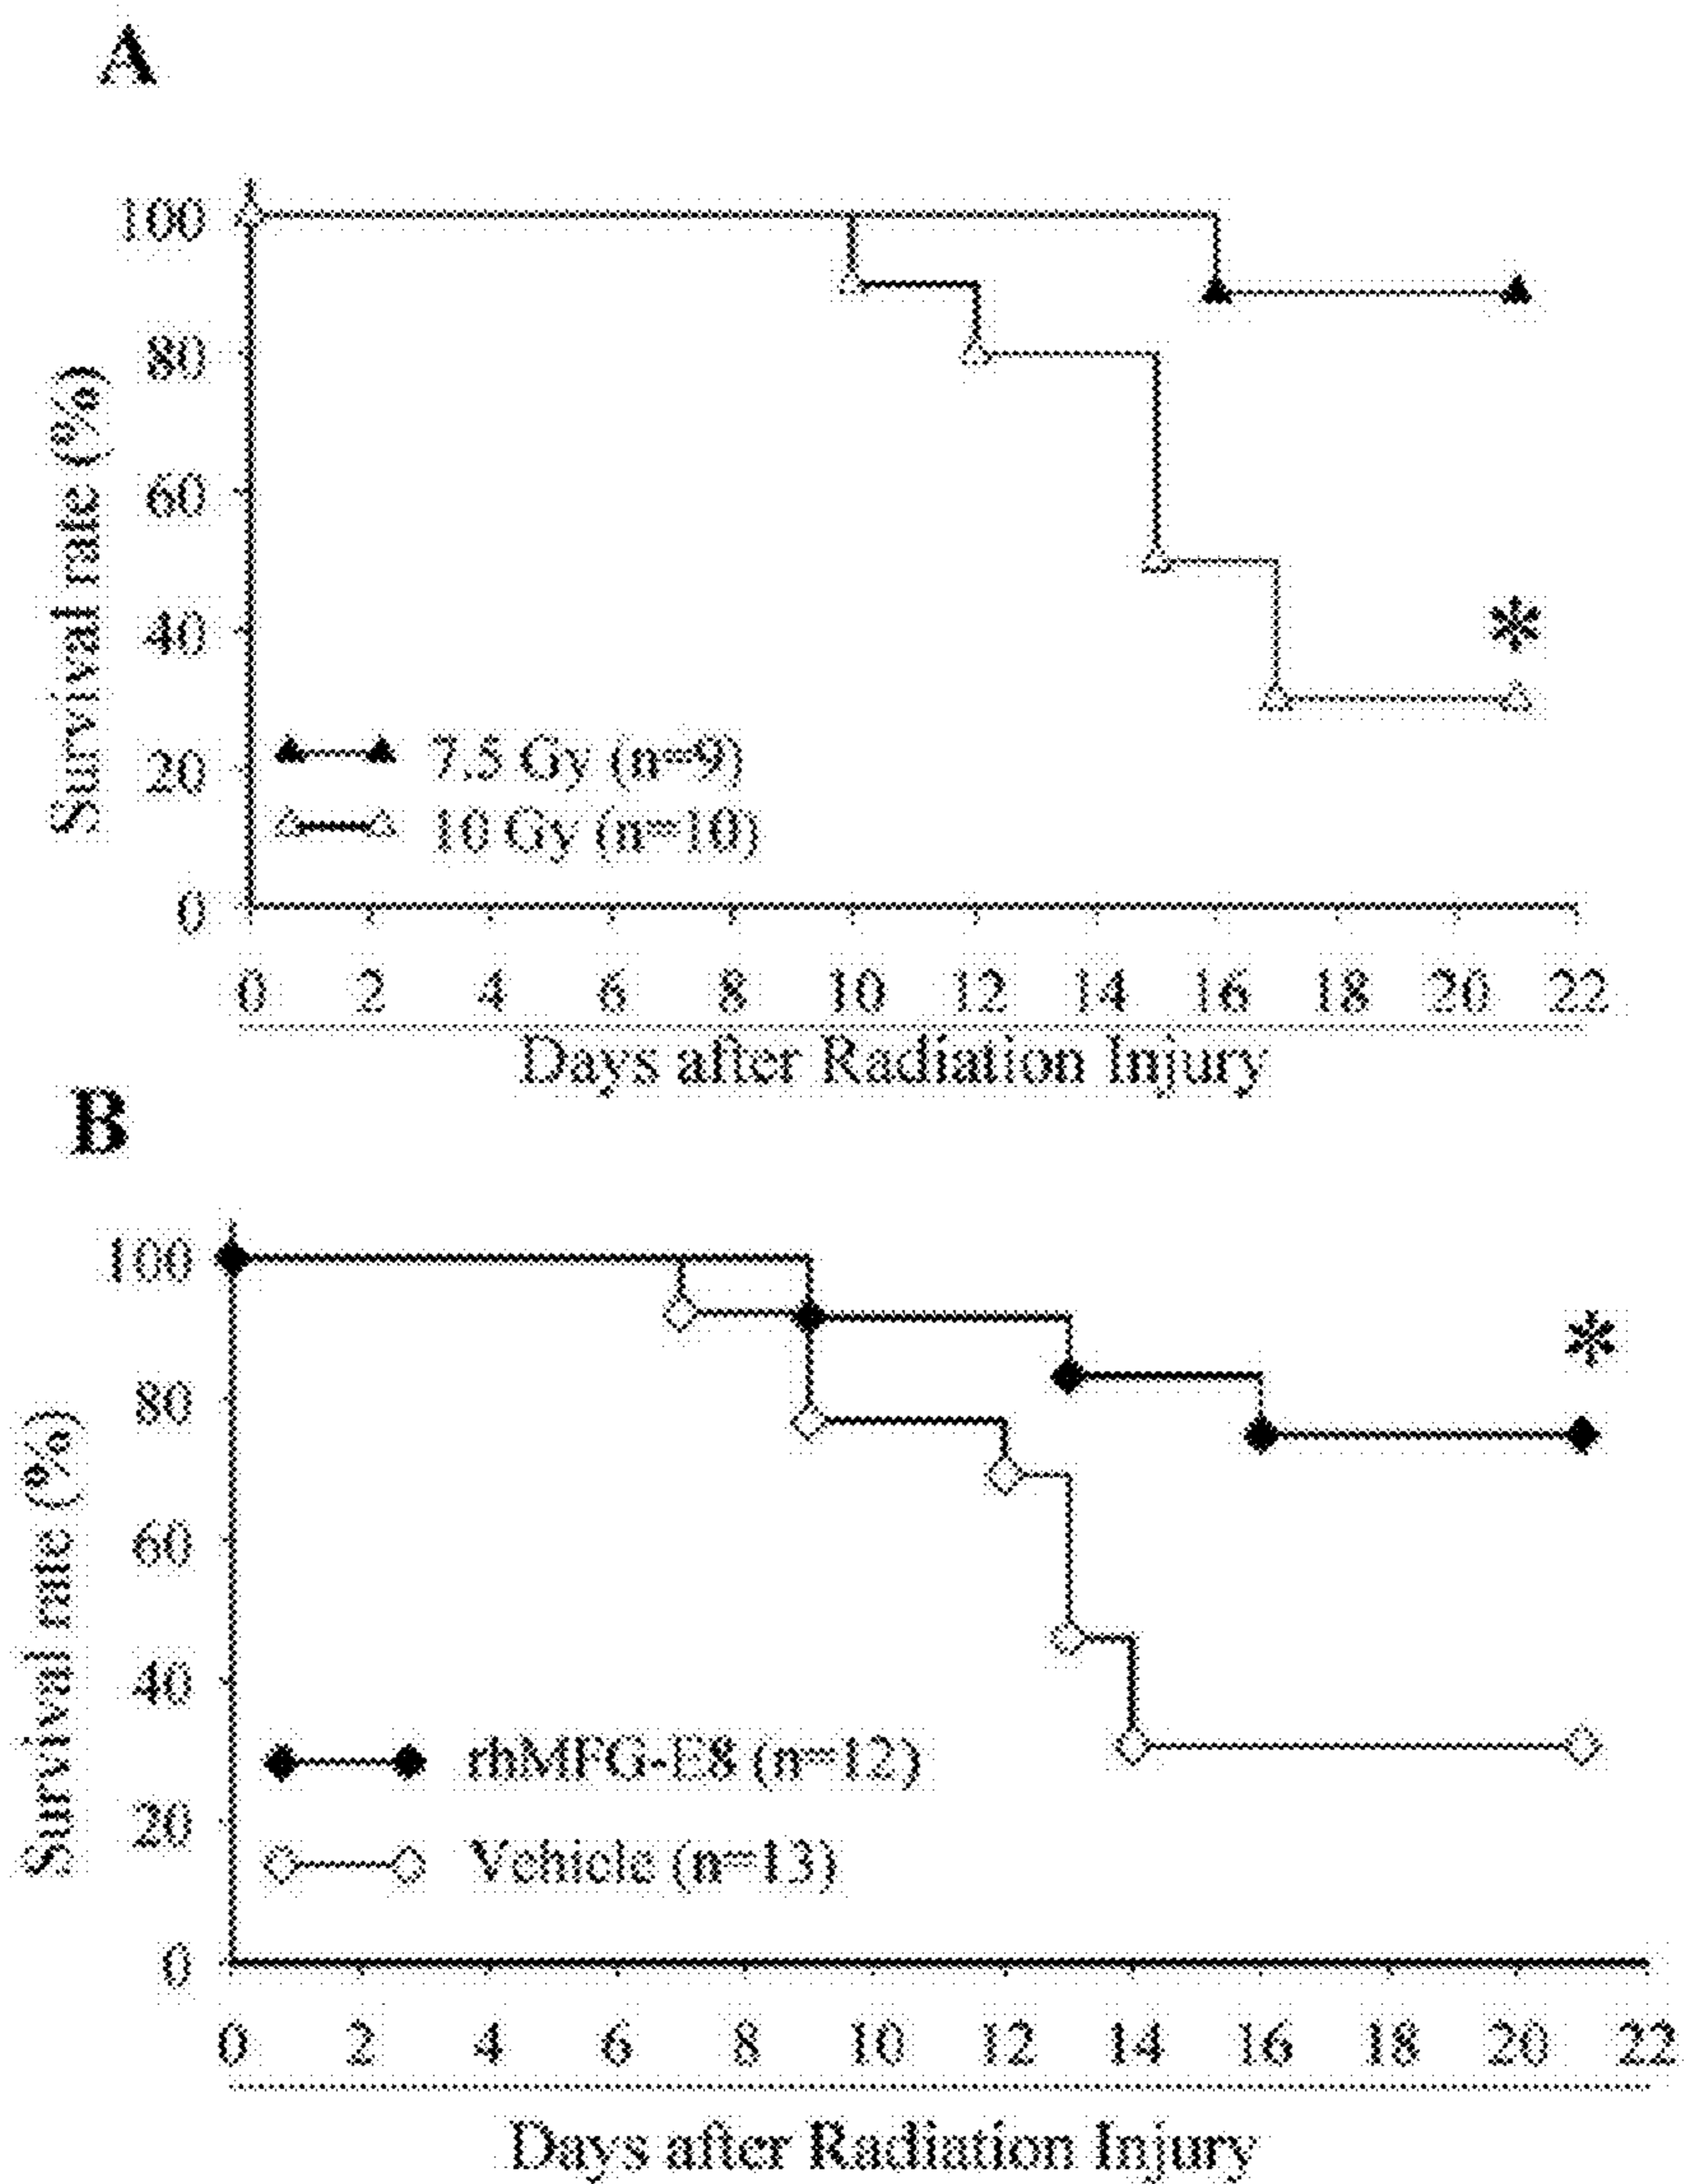 A
100
80
60
40
20
0
Survival rate (%)
*
7.5 Gy (n=9)
10 Gy (n=10)
0 2 4 6 8 10 12 14 16 18 20 22
Days after Radiation Injury
B
100
80
60
40
20
0
Survival rate (%)
*
rhMFG-E8 (n=12)
Vehicle (n=13)
0 2 4 6 8 10 12 14 16 18 20 22
Days after Radiation Injury